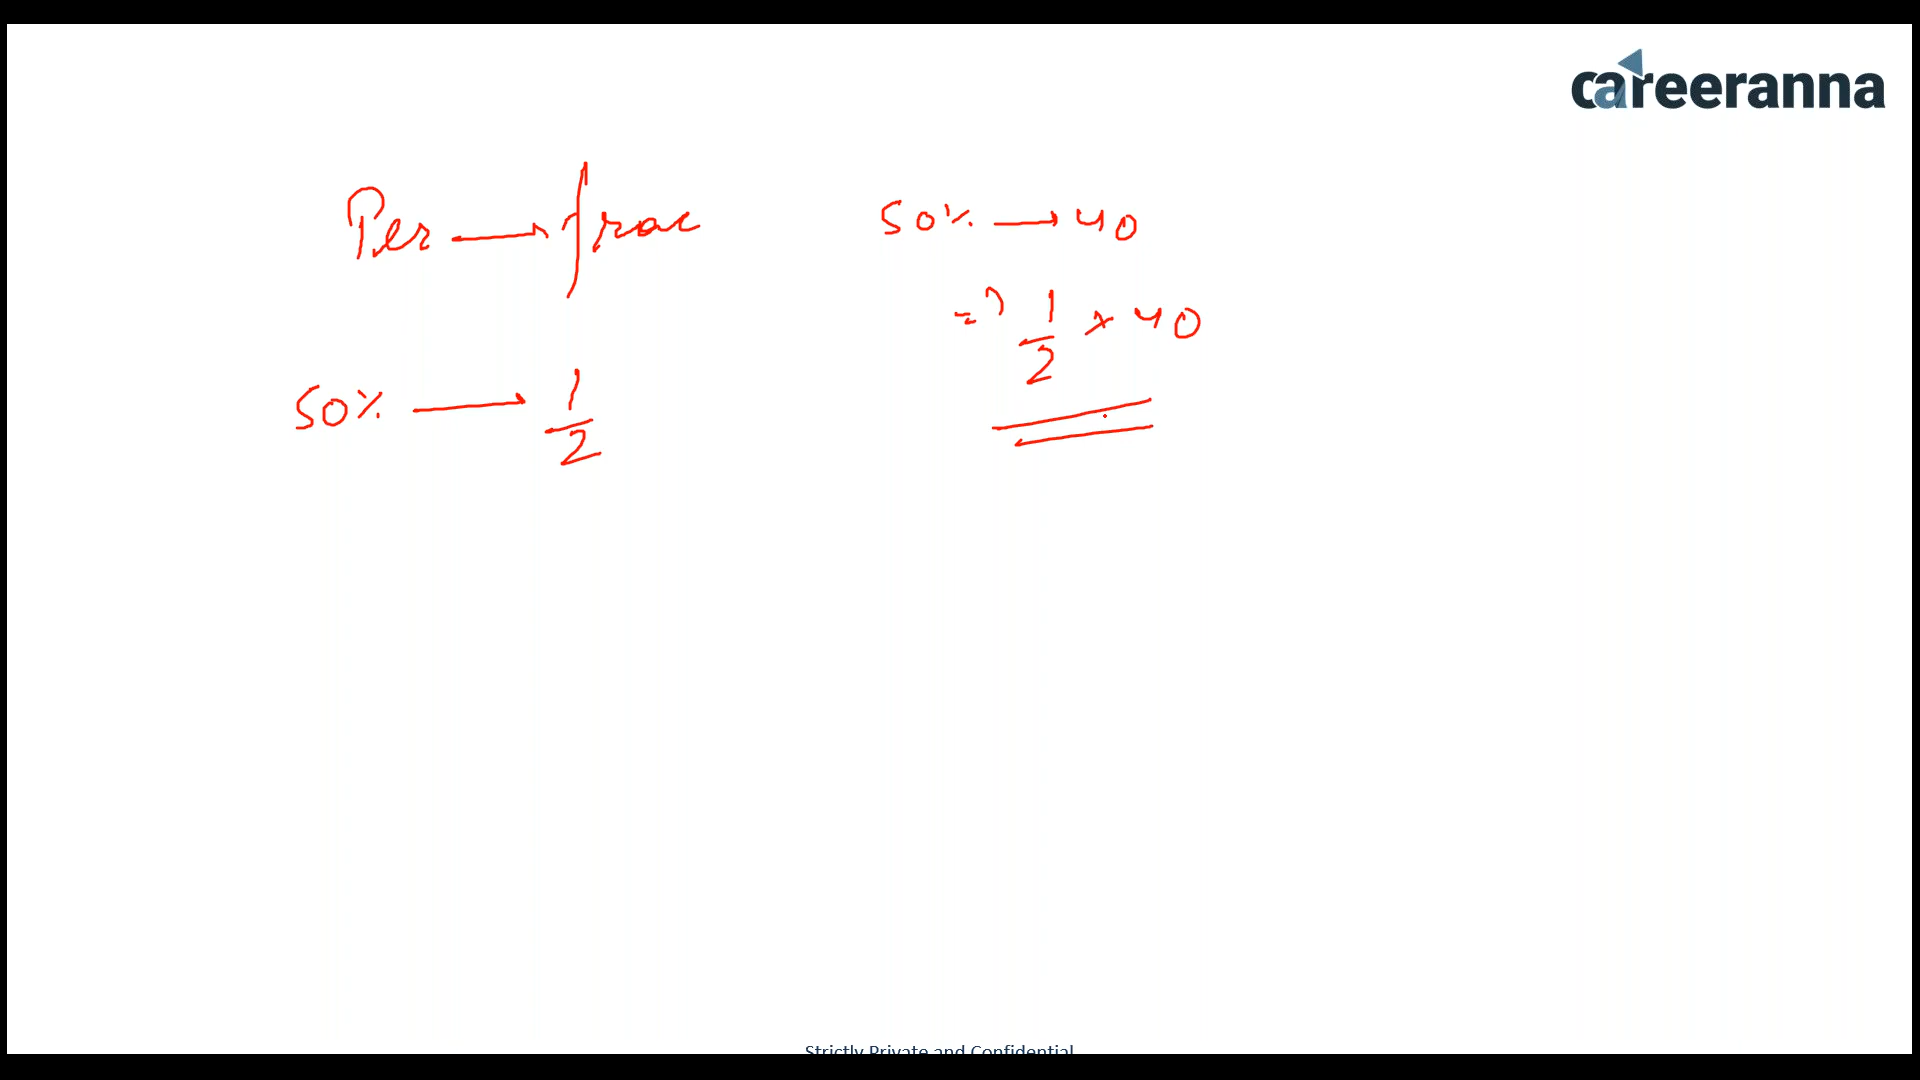 careeranna
Per → frac
50% → 40
=> 1/2 × 40
50% → 1/2
Strictly Private and Confidential